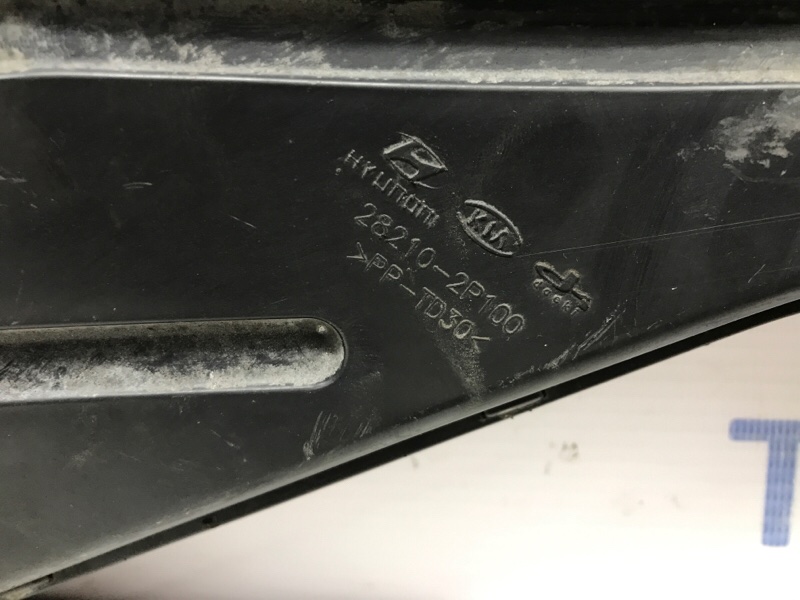 HYUNDAI
KIA
28210-2P100
>PP-TD30<
T